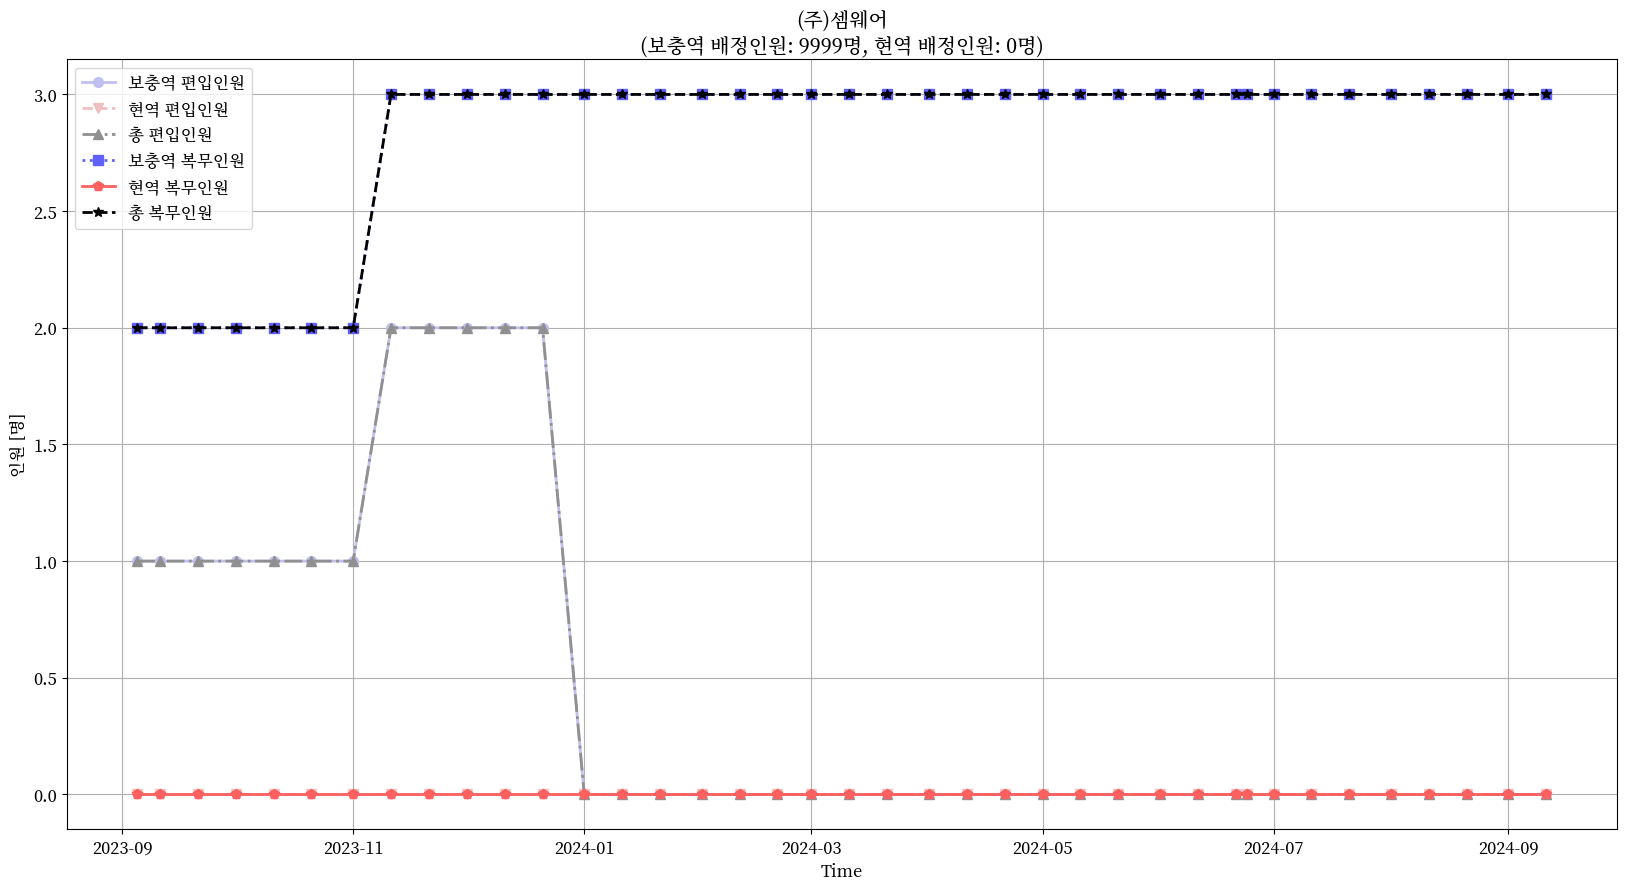 (주)셈웨어
(보충역 배정인원: 9999명, 현역 배정인원: 0명)
보충역 편입인원
현역 편입인원
총 편입인원
보충역 복무인원
현역 복무인원
총 복무인원
3.0
2.5
2.0
1.5
1.0
0.5
0.0
인원 [명]
2023-09 2023-11 2024-01 2024-03 2024-05 2024-07 2024-09
Time